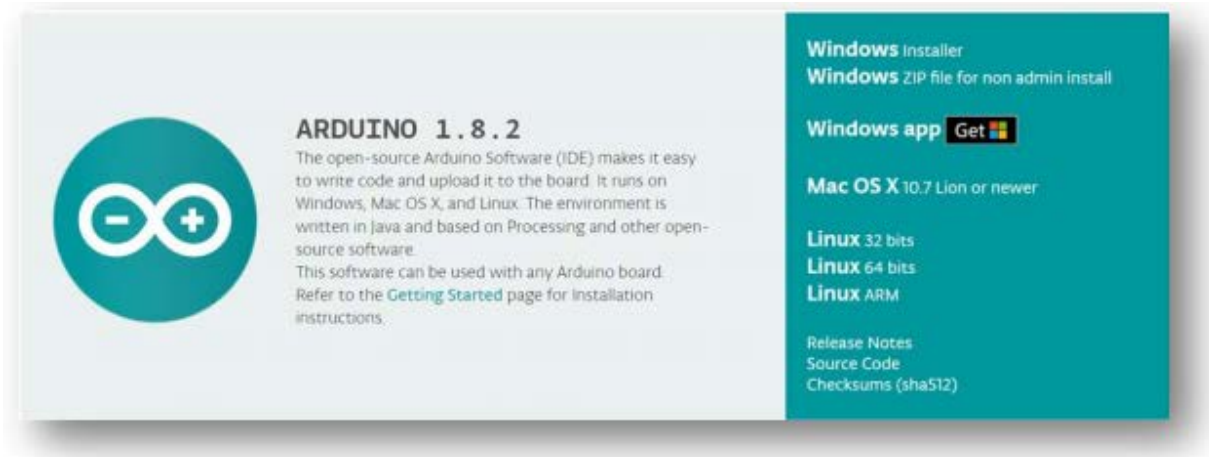 ARDUINO 1.8.2
The open-source Arduino Software (IDE) makes it easy
to write code and upload it to the board. It runs on
Windows, Mac OS X, and Linux. The environment is
written in Java and based on Processing and other open-
source software.
This software can be used with any Arduino board.
Refer to the Getting Started page for Installation
instructions.
Windows Installer
Windows ZIP file for non admin install
Windows app Get
Mac OS X 10.7 Lion or newer
Linux 32 bits
Linux 64 bits
Linux ARM
Release Notes
Source Code
Checksums (sha512)